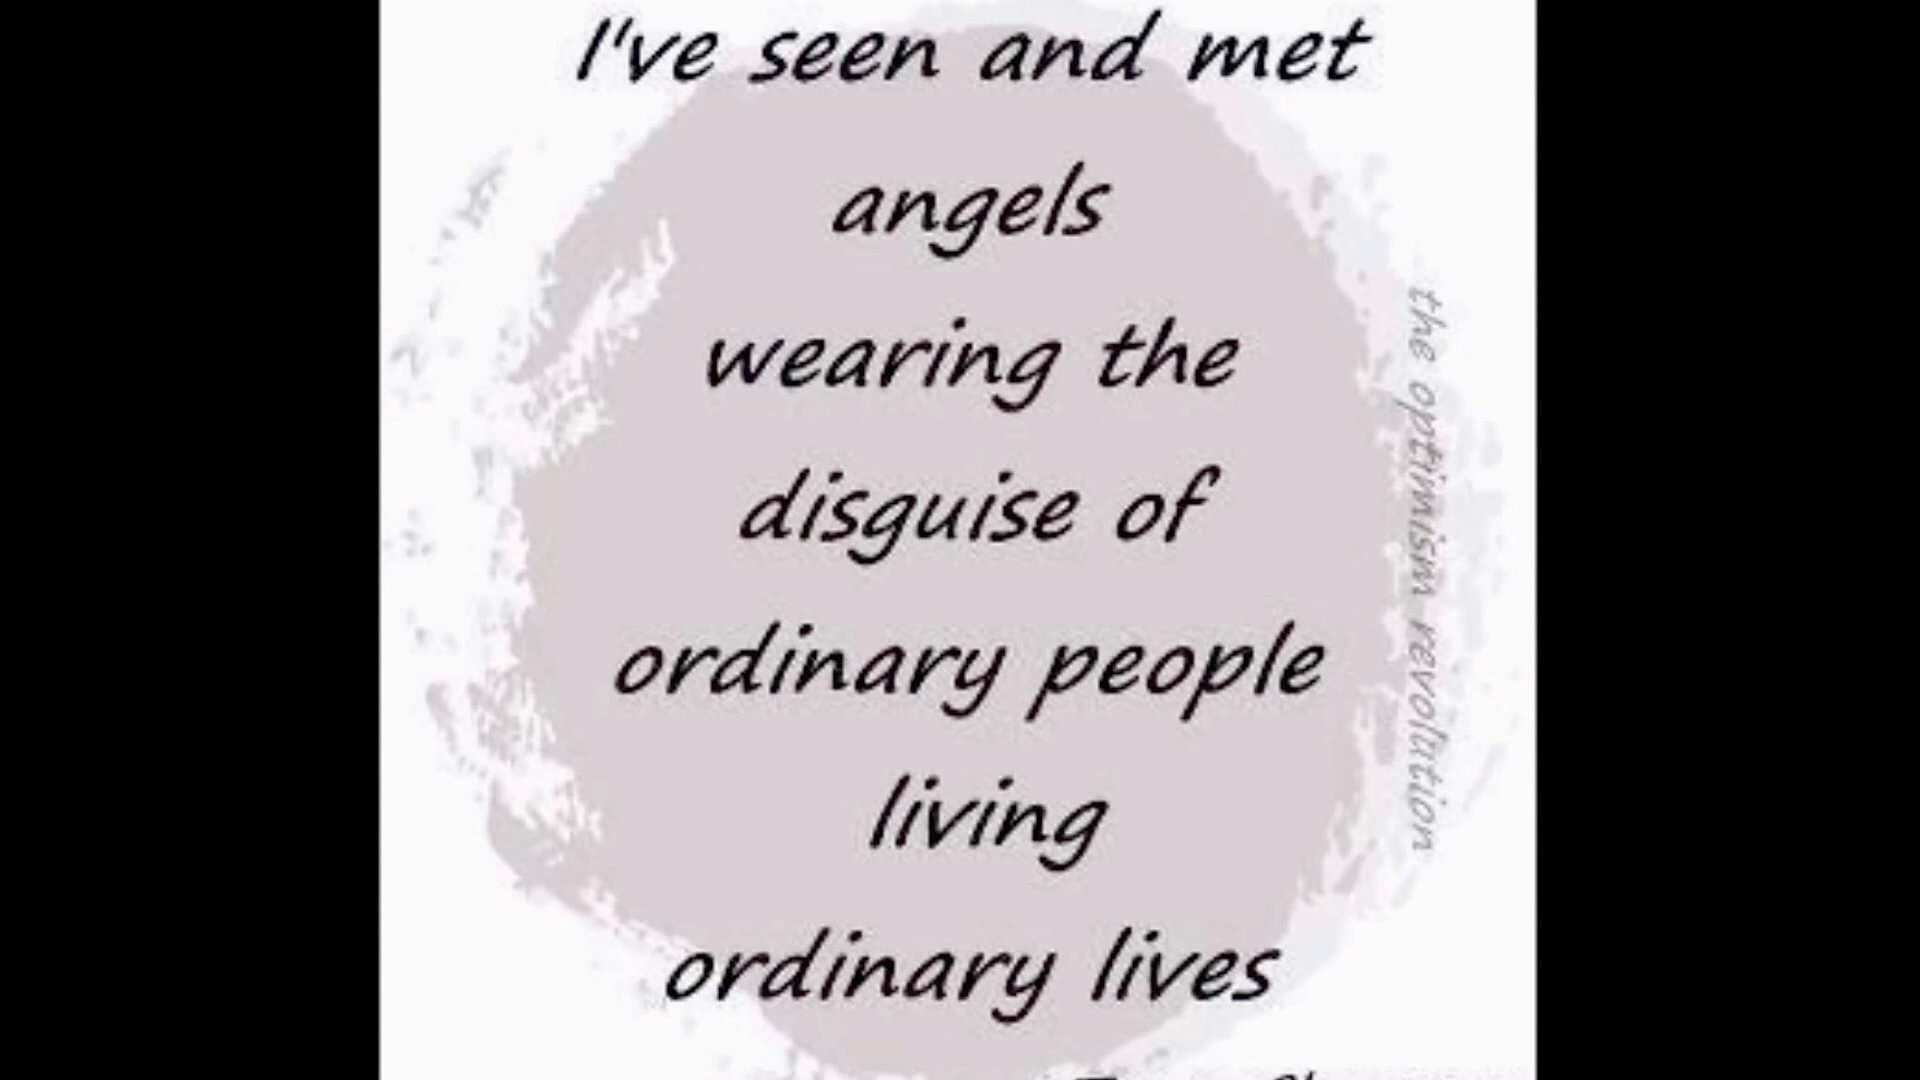 I've seen and met
angels
wearing the
disguise of
ordinary people
living
ordinary lives
the optimism revolution